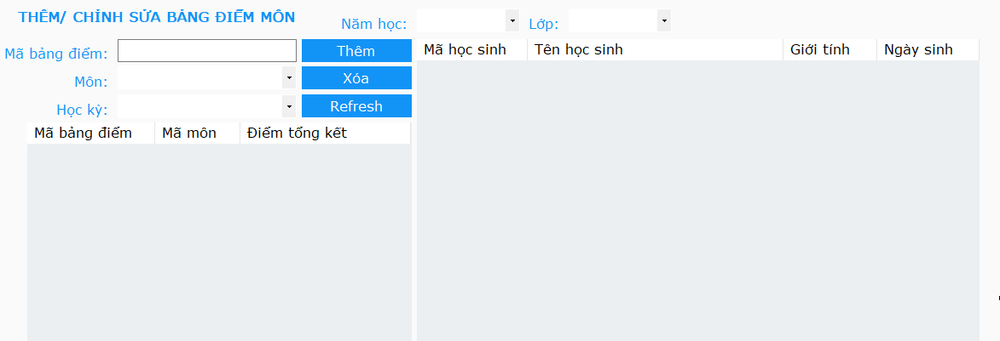 THÊM/ CHỈNH SỬA BẢNG ĐIỂM MÔN
Năm học: Lớp:
Mã bảng điểm: Thêm
Môn: Xóa
Học kỳ: Refresh
Mã bảng điểm Mã môn Điểm tổng kết
Mã học sinh Tên học sinh Giới tính Ngày sinh